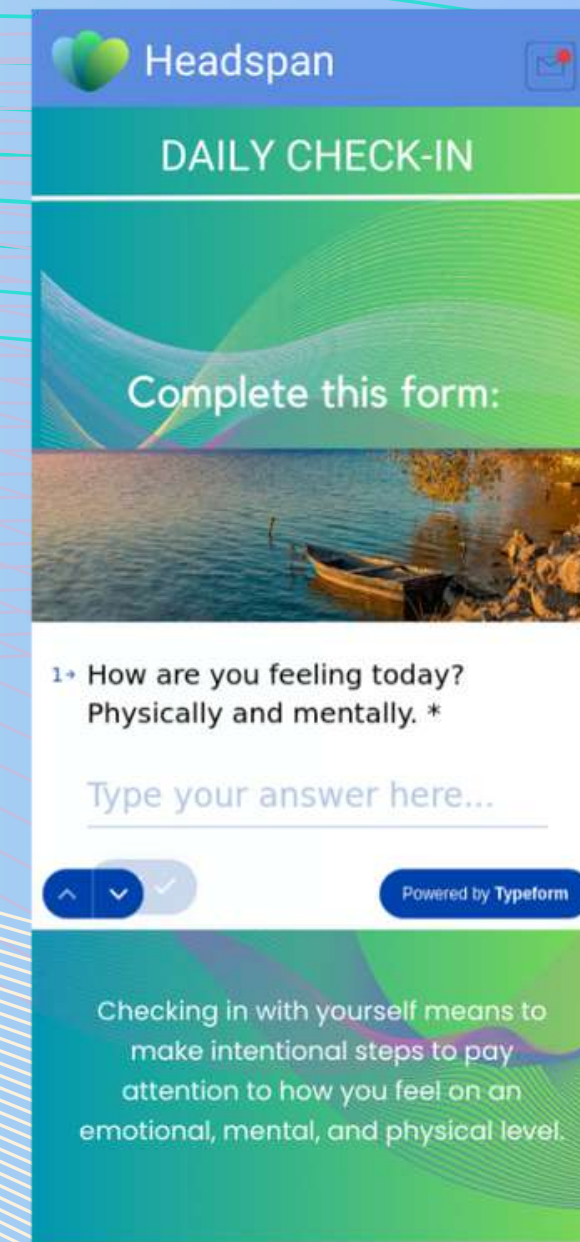 Headspan
DAILY CHECK-IN
Complete this form:
1→ How are you feeling today?
Physically and mentally. *
Type your answer here...
Powered by Typeform
Checking in with yourself means to
make intentional steps to pay
attention to how you feel on an
emotional, mental, and physical level.